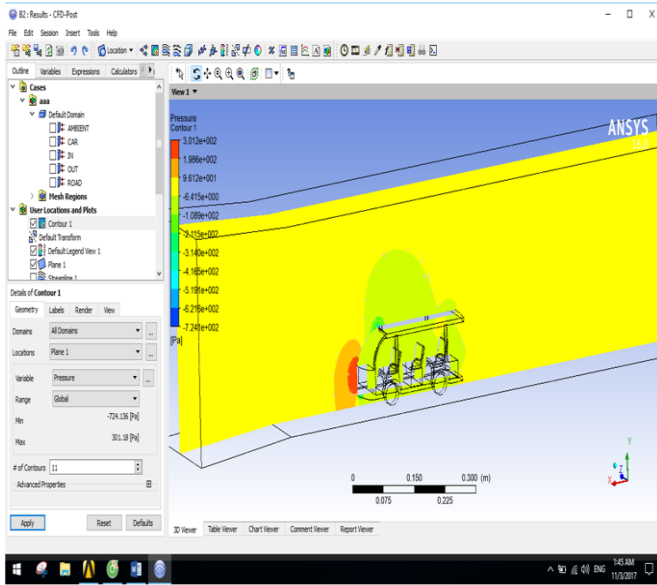 B2 : Results - CFD-Post
File Edit Session Insert Tools Help
Location
Outline Variables Expressions Calculators
Cases
aaa
Default Domain
AMBIENT
CAR
IN
OUT
ROAD
Mesh Regions
User Locations and Plots
Contour 1
Default Transform
Default Legend View 1
Plane 1
Streamline 1
Details of Contour 1
Geometry Labels Render View
Domains All Domains ...
Locations Plane 1 ...
Variable Pressure ...
Range Global
Min -724.136 [Pa]
Max 301.18 [Pa]
# of Contours 11
Advanced Properties
Apply Reset Defaults
View 1
Pressure
Contour 1
3.012e+002
1.986e+002
9.612e+001
-6.415e+000
-1.089e+002
-2.115e+002
-3.140e+002
-4.165e+002
-5.191e+002
-6.216e+002
-7.241e+002
[Pa]
ANSYS
0 0.150 0.300 (m)
0.075 0.225
Y
Z
X
3D Viewer Table Viewer Chart Viewer Comment Viewer Report Viewer
ENG
1:45 AM
11/3/2017